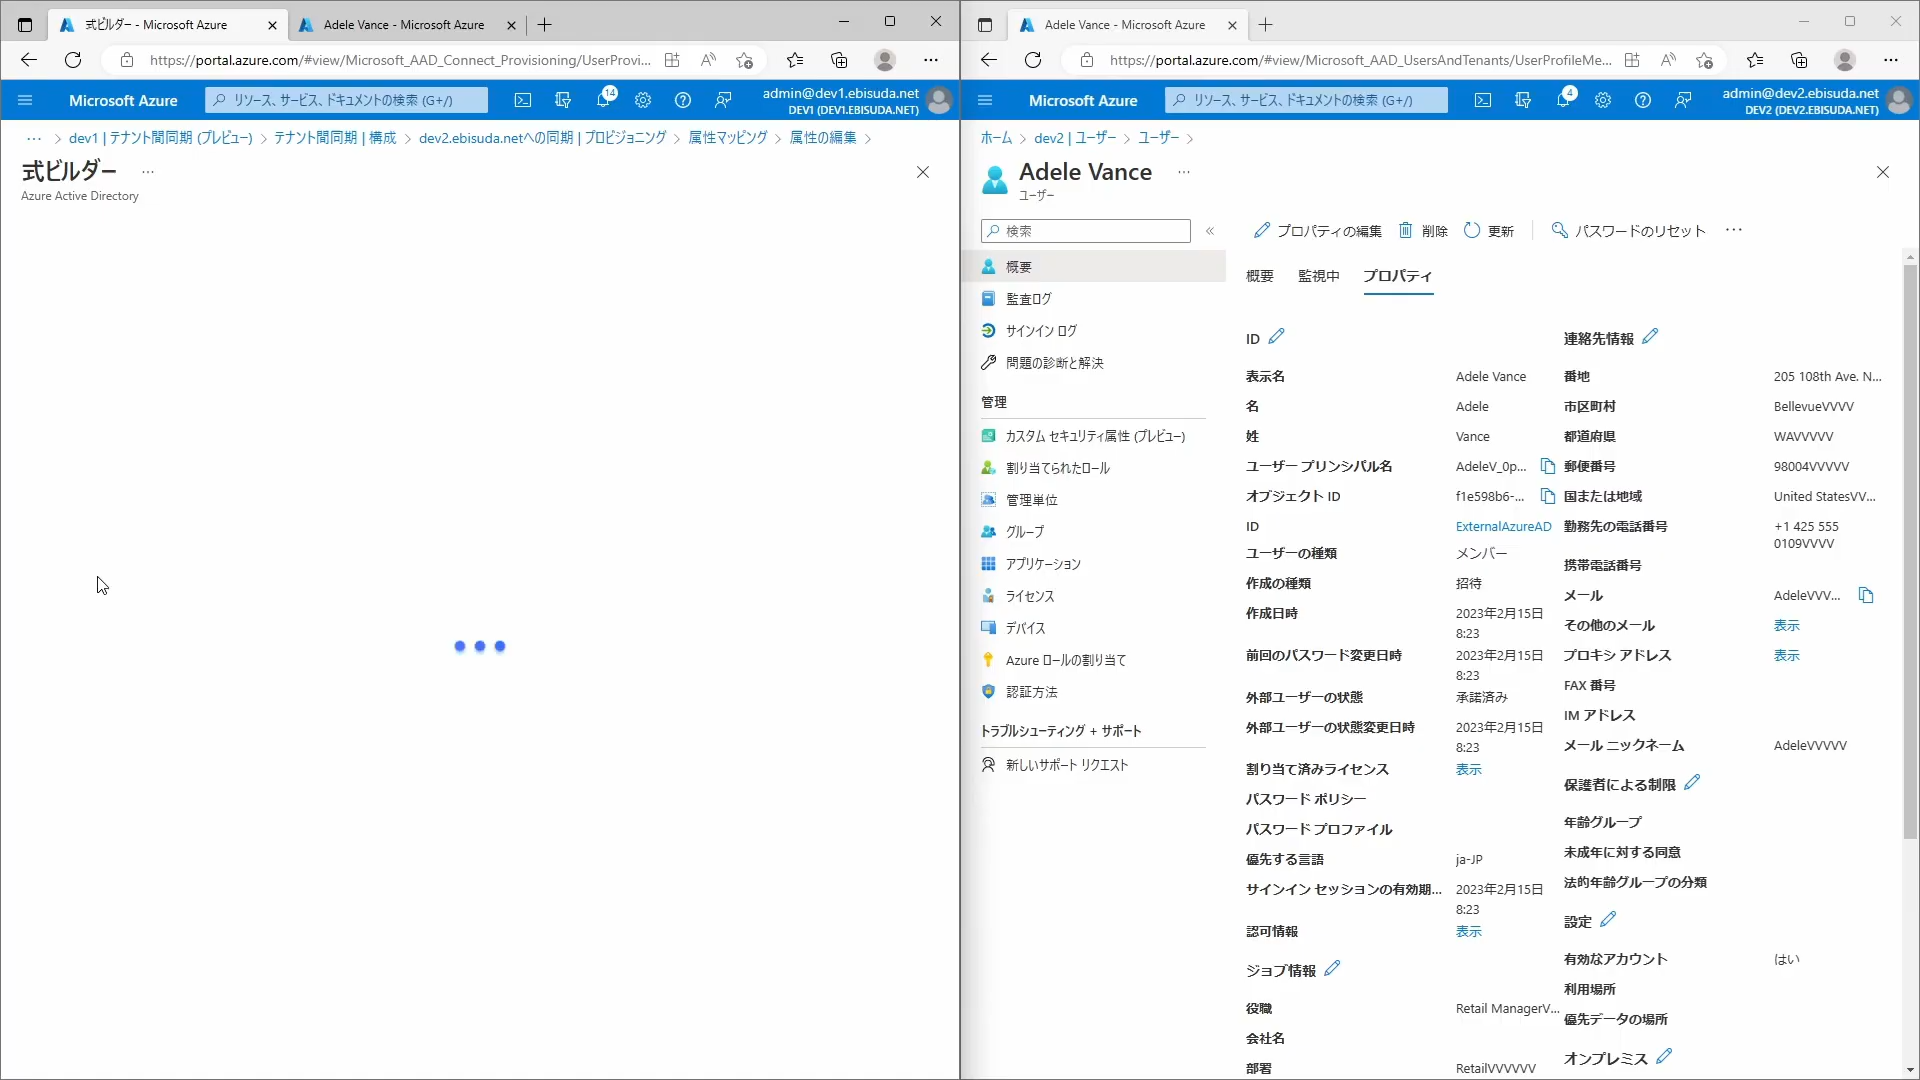 式ビルダー - Microsoft Azure
Adele Vance - Microsoft Azure
https://portal.azure.com/#view/Microsoft_AAD_Connect_Provisioning/UserProvi...
Microsoft Azure
リソース、サービス、ドキュメントの検索 (G+/)
14
admin@dev1.ebisuda.net
DEV1 (DEV1.EBISUDA.NET)
… > dev1 | テナント間同期 (プレビュー) > テナント間同期 | 構成 > dev2.ebisuda.netへの同期 | プロビジョニング > 属性マッピング > 属性の編集 >
式ビルダー …
Azure Active Directory
Adele Vance - Microsoft Azure
https://portal.azure.com/#view/Microsoft_AAD_UsersAndTenants/UserProfileMe...
Microsoft Azure
リソース、サービス、ドキュメントの検索 (G+/)
4
admin@dev2.ebisuda.net
DEV2 (DEV2.EBISUDA.NET)
ホーム > dev2 | ユーザー > ユーザー >
Adele Vance …
ユーザー
検索
«
概要
監査ログ
サインイン ログ
問題の診断と解決
管理
カスタム セキュリティ属性 (プレビュー)
割り当てられたロール
管理単位
グループ
アプリケーション
ライセンス
デバイス
Azure ロールの割り当て
認証方法
トラブルシューティング + サポート
新しいサポート リクエスト
プロパティの編集 削除 更新 パスワードのリセット …
概要 監視中 プロパティ
ID
表示名 Adele Vance
名 Adele
姓 Vance
ユーザー プリンシパル名 AdeleV_0p...
オブジェクト ID f1e598b6-...
ID ExternalAzureAD
ユーザーの種類 メンバー
作成の種類 招待
作成日時 2023年2月15日
8:23
前回のパスワード変更日時 2023年2月15日
8:23
外部ユーザーの状態 承諾済み
外部ユーザーの状態変更日時 2023年2月15日
8:23
割り当て済みライセンス 表示
パスワード ポリシー
パスワード プロファイル
優先する言語 ja-JP
サインイン セッションの有効期... 2023年2月15日
8:23
認可情報 表示
ジョブ情報
役職 Retail ManagerV...
会社名
部署 RetailVVVVVV
連絡先情報
番地 205 108th Ave. N...
市区町村 BellevueVVVV
都道府県 WAVVVVV
郵便番号 98004VVVVV
国または地域 United StatesVV...
勤務先の電話番号 +1 425 555
0109VVVV
携帯電話番号
メール AdeleVVV...
その他のメール 表示
プロキシ アドレス 表示
FAX 番号
IM アドレス
メール ニックネーム AdeleVVVVV
保護者による制限
年齢グループ
未成年に対する同意
法的年齢グループの分類
設定
有効なアカウント はい
利用場所
優先データの場所
オンプレミス